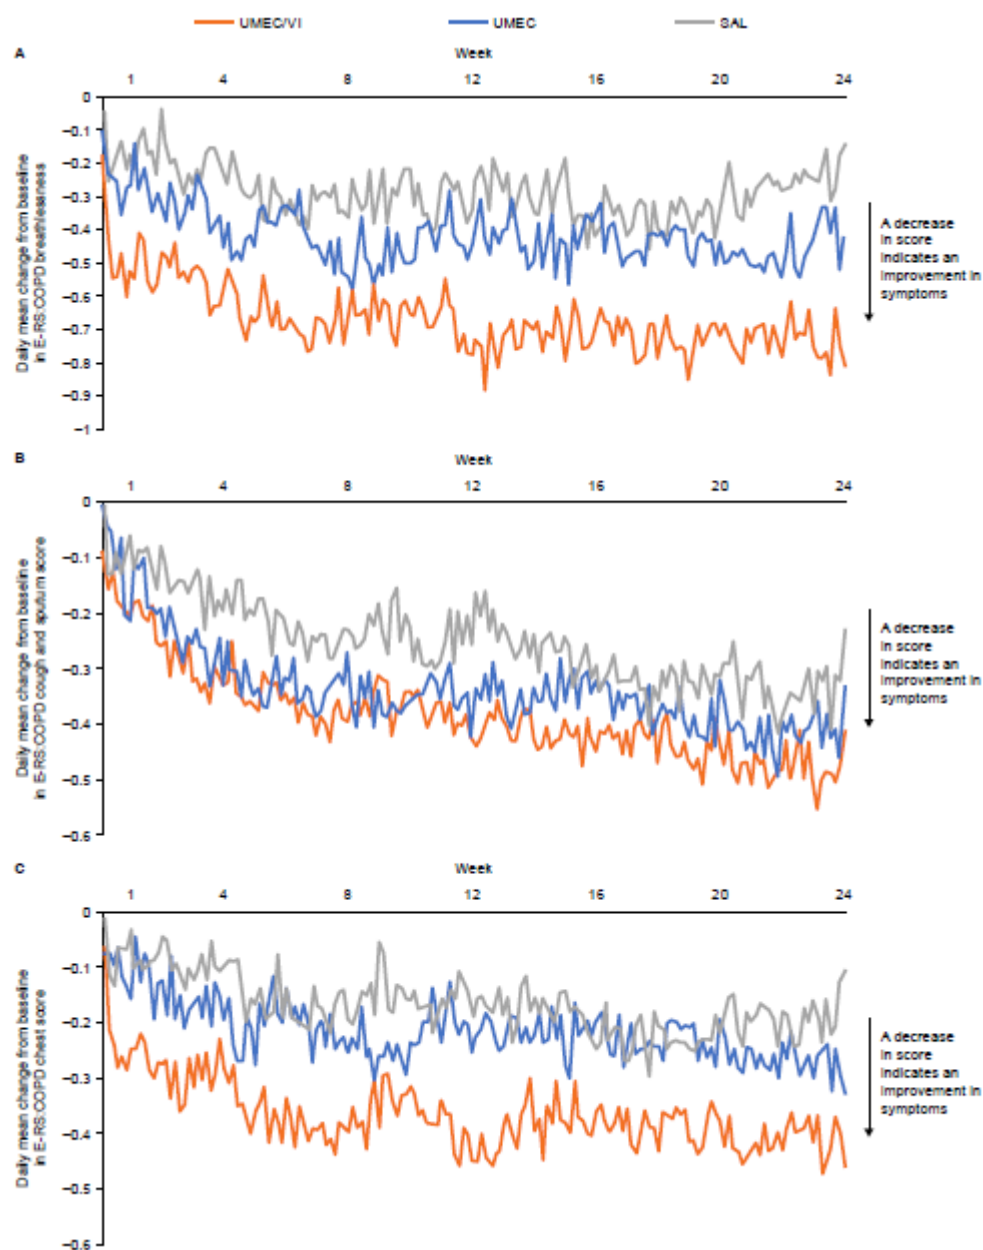 UMEC/VI UMEC SAL
A
Week
1 4 8 12 16 20 24
0
−0.1
−0.2
−0.3
−0.4
−0.5
−0.6
−0.7
−0.8
−0.9
−1
Daily mean change from baseline
in E-RS:COPD breathlessness
A decrease
in score
indicates an
improvement in
symptoms
B
Week
1 4 8 12 16 20 24
0
−0.1
−0.2
−0.3
−0.4
−0.5
−0.6
Daily mean change from baseline
in E-RS:COPD cough and sputum score
A decrease
in score
indicates an
improvement in
symptoms
C
Week
1 4 8 12 16 20 24
0
−0.1
−0.2
−0.3
−0.4
−0.5
−0.6
Daily mean change from baseline
in E-RS:COPD chest score
A decrease
in score
indicates an
improvement in
symptoms